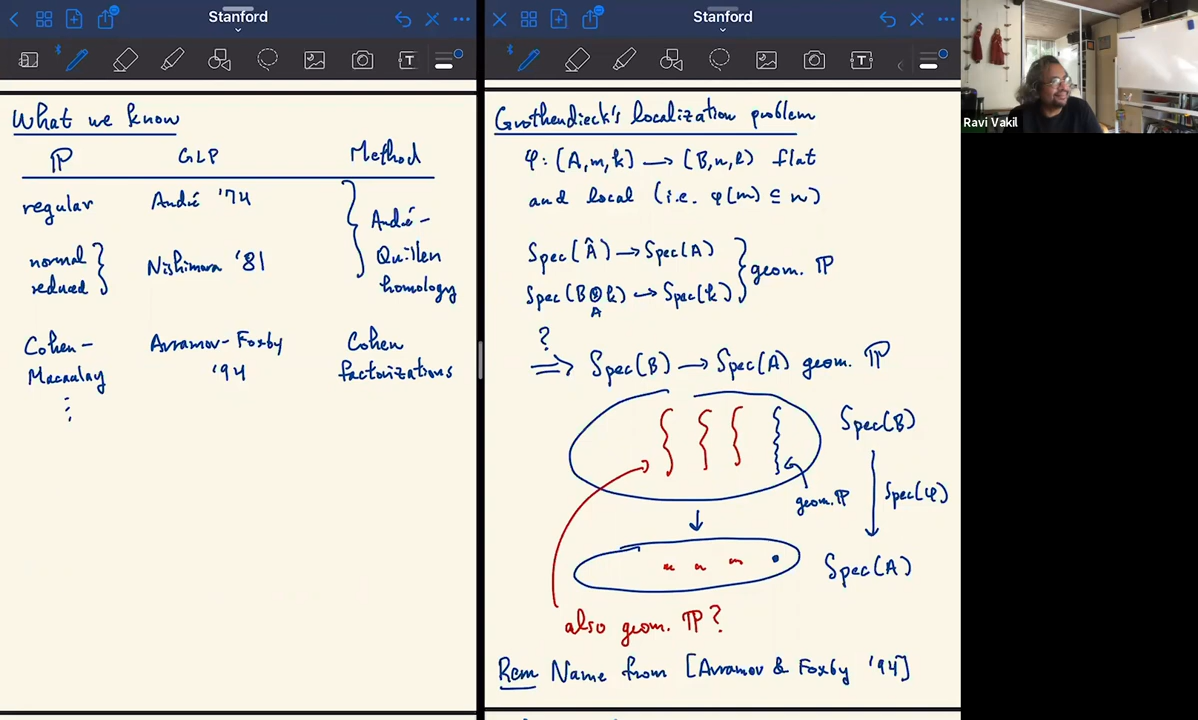 Stanford
What we know
ℙ GLP Method
regular André '74
normal
reduced
Nishimura '81
André-
Quillen
homology
Cohen-
Macaulay
Avramov-Foxby
'94
Cohen
factorizations
⋮
Stanford
Grothendieck's localization problem
φ: (A,m,k) → (B,n,l) flat
and local (i.e. φ(m) ⊆ n)
Spec(Â) → Spec(A)
Spec(B⊗_A k) → Spec(k)
geom. ℙ
?
⇒ Spec(B) → Spec(A) geom. ℙ
Spec(B)
geom. ℙ
Spec(φ)
Spec(A)
also geom. ℙ?
Rem Name from [Avramov & Foxby '94]
Ravi Vakil